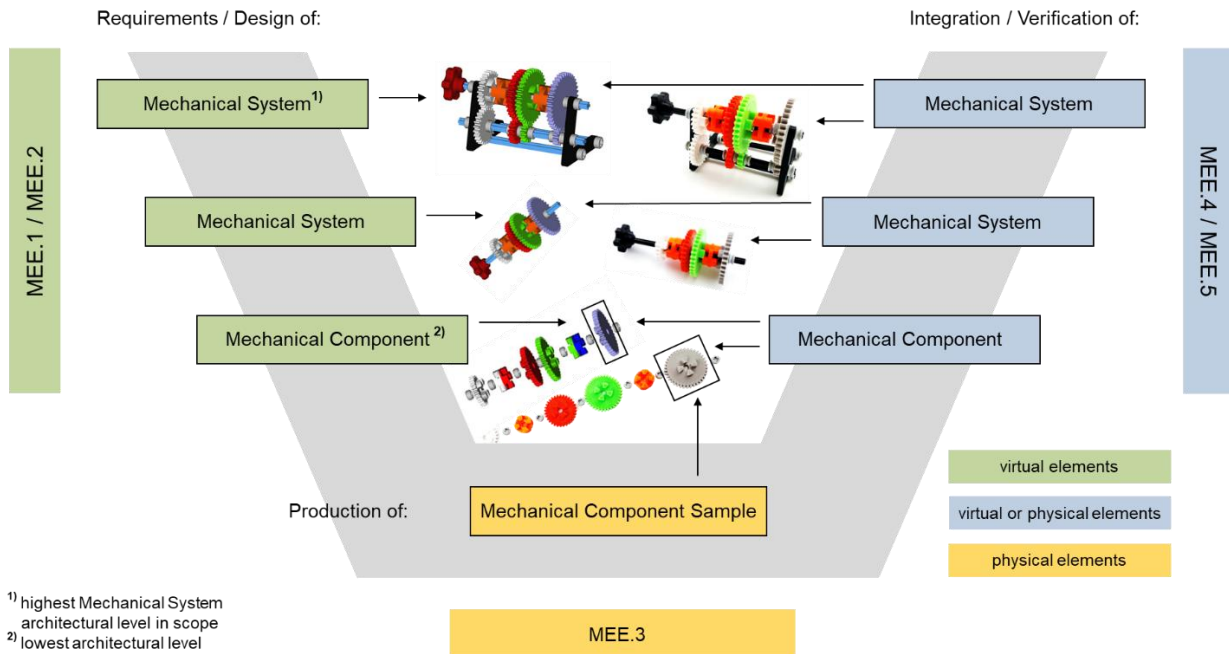 Requirements / Design of:
Integration / Verification of:
MEE.1 / MEE.2
Mechanical System1)
Mechanical System
MEE.4 / MEE.5
Mechanical System
Mechanical System
Mechanical Component 2)
Mechanical Component
virtual elements
Production of:
Mechanical Component Sample
virtual or physical elements
physical elements
1) highest Mechanical System
architectural level in scope
2) lowest architectural level
MEE.3